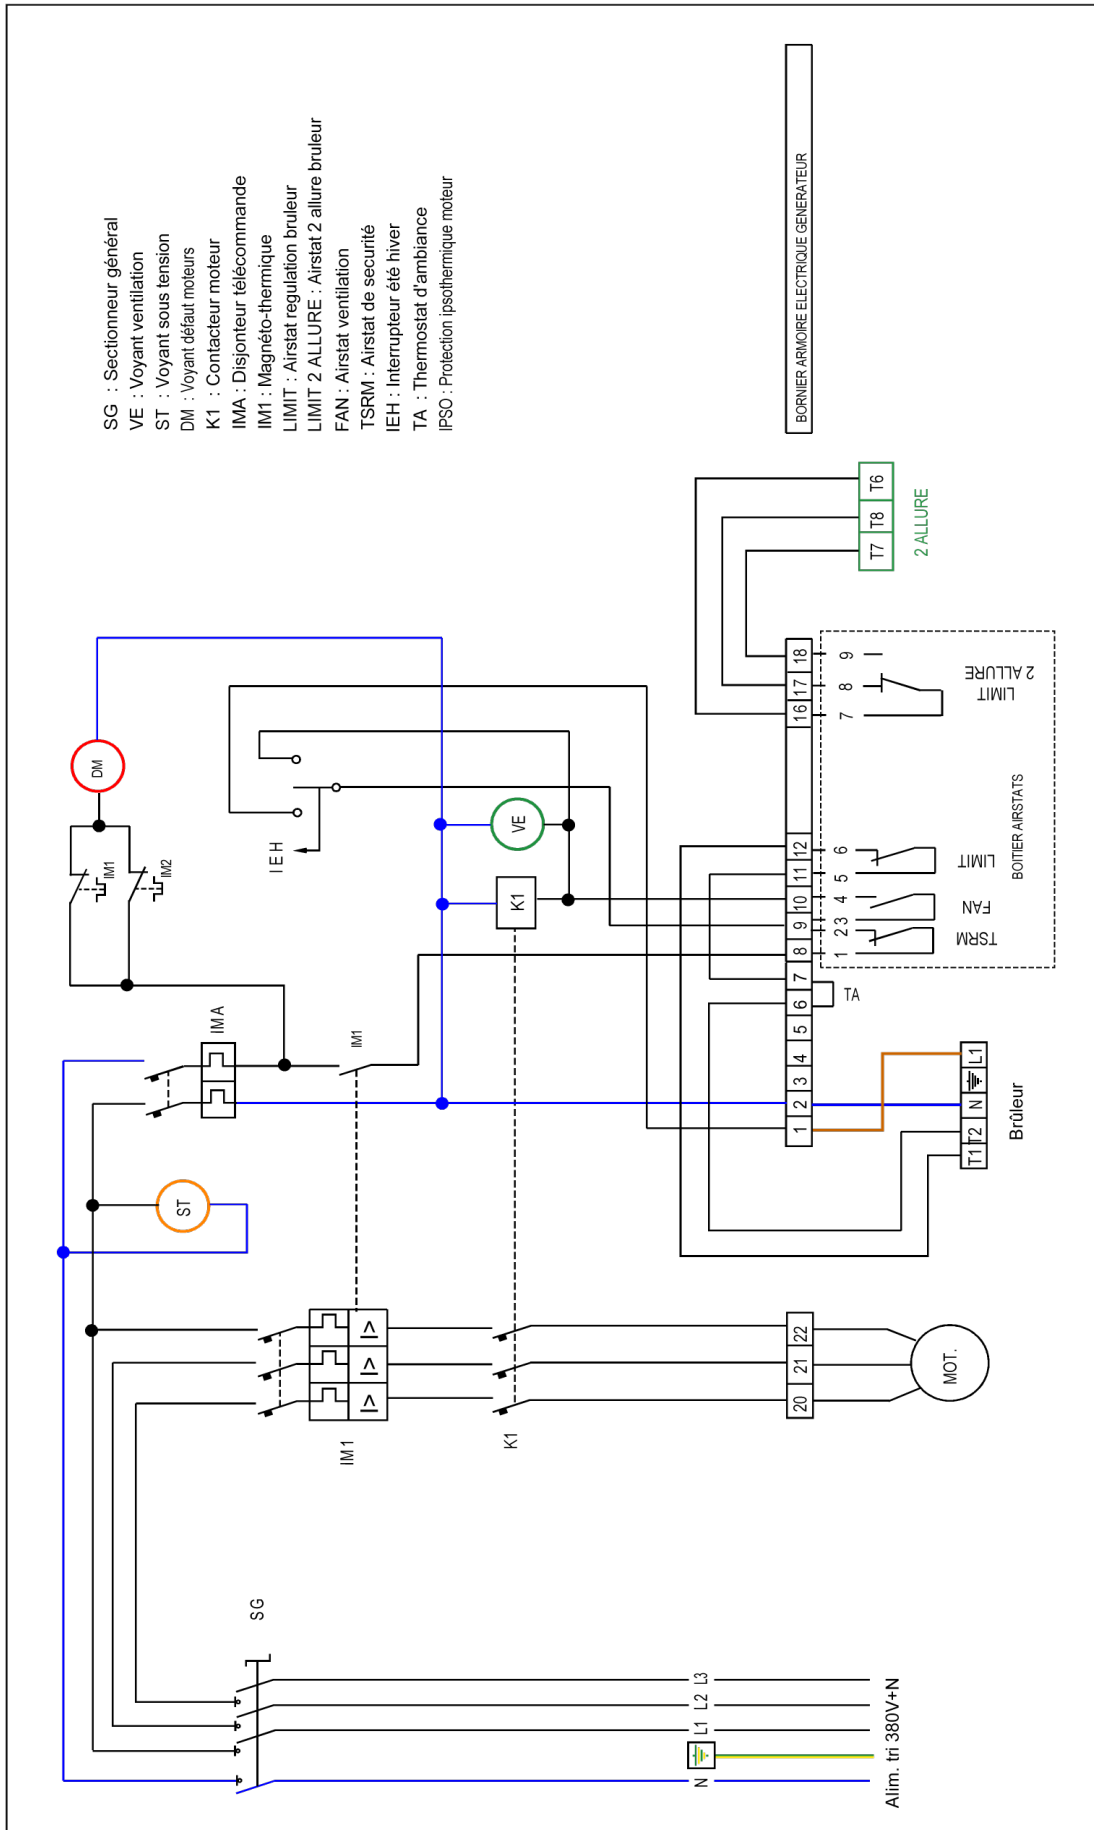 SG : Sectionneur général
VE : Voyant ventilation
ST : Voyant sous tension
DM : Voyant défaut moteurs
K1 : Contacteur moteur
IMA : Disjonteur télécommande
IM1 : Magnéto-thermique
LIMIT : Airstat regulation bruleur
LIMIT 2 ALLURE : Airstat 2 allure bruleur
FAN : Airstat ventilation
TSRM : Airstat de securité
IEH : Interrupteur été hiver
TA : Thermostat d'ambiance
IPSO : Protection ipsothermique moteur
BORNIER ARMOIRE ELECTRIQUE GENERATEUR
DM
IM1
IM2
IEH
VE
K1
IMA
IM1
ST
IM1
K1
SG
N
L1
L2
L3
Alim. tri 380V+N
20
21
22
MOT.
1
2
3
4
5
6
7
8
9
10
11
12
16
17
18
TA
1
2
3
4
5
6
7
8
9
TSRM
FAN
LIMIT
BOITIER AIRSTATS
LIMIT
2 ALLURE
T7
T8
T6
2 ALLURE
T1
T2
N
L1
Brûleur